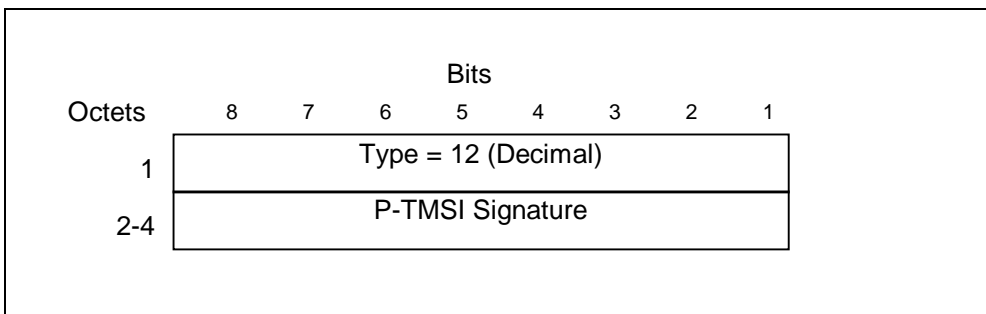 Bits
Octets 8 7 6 5 4 3 2 1
1 Type = 12 (Decimal)
2-4 P-TMSI Signature